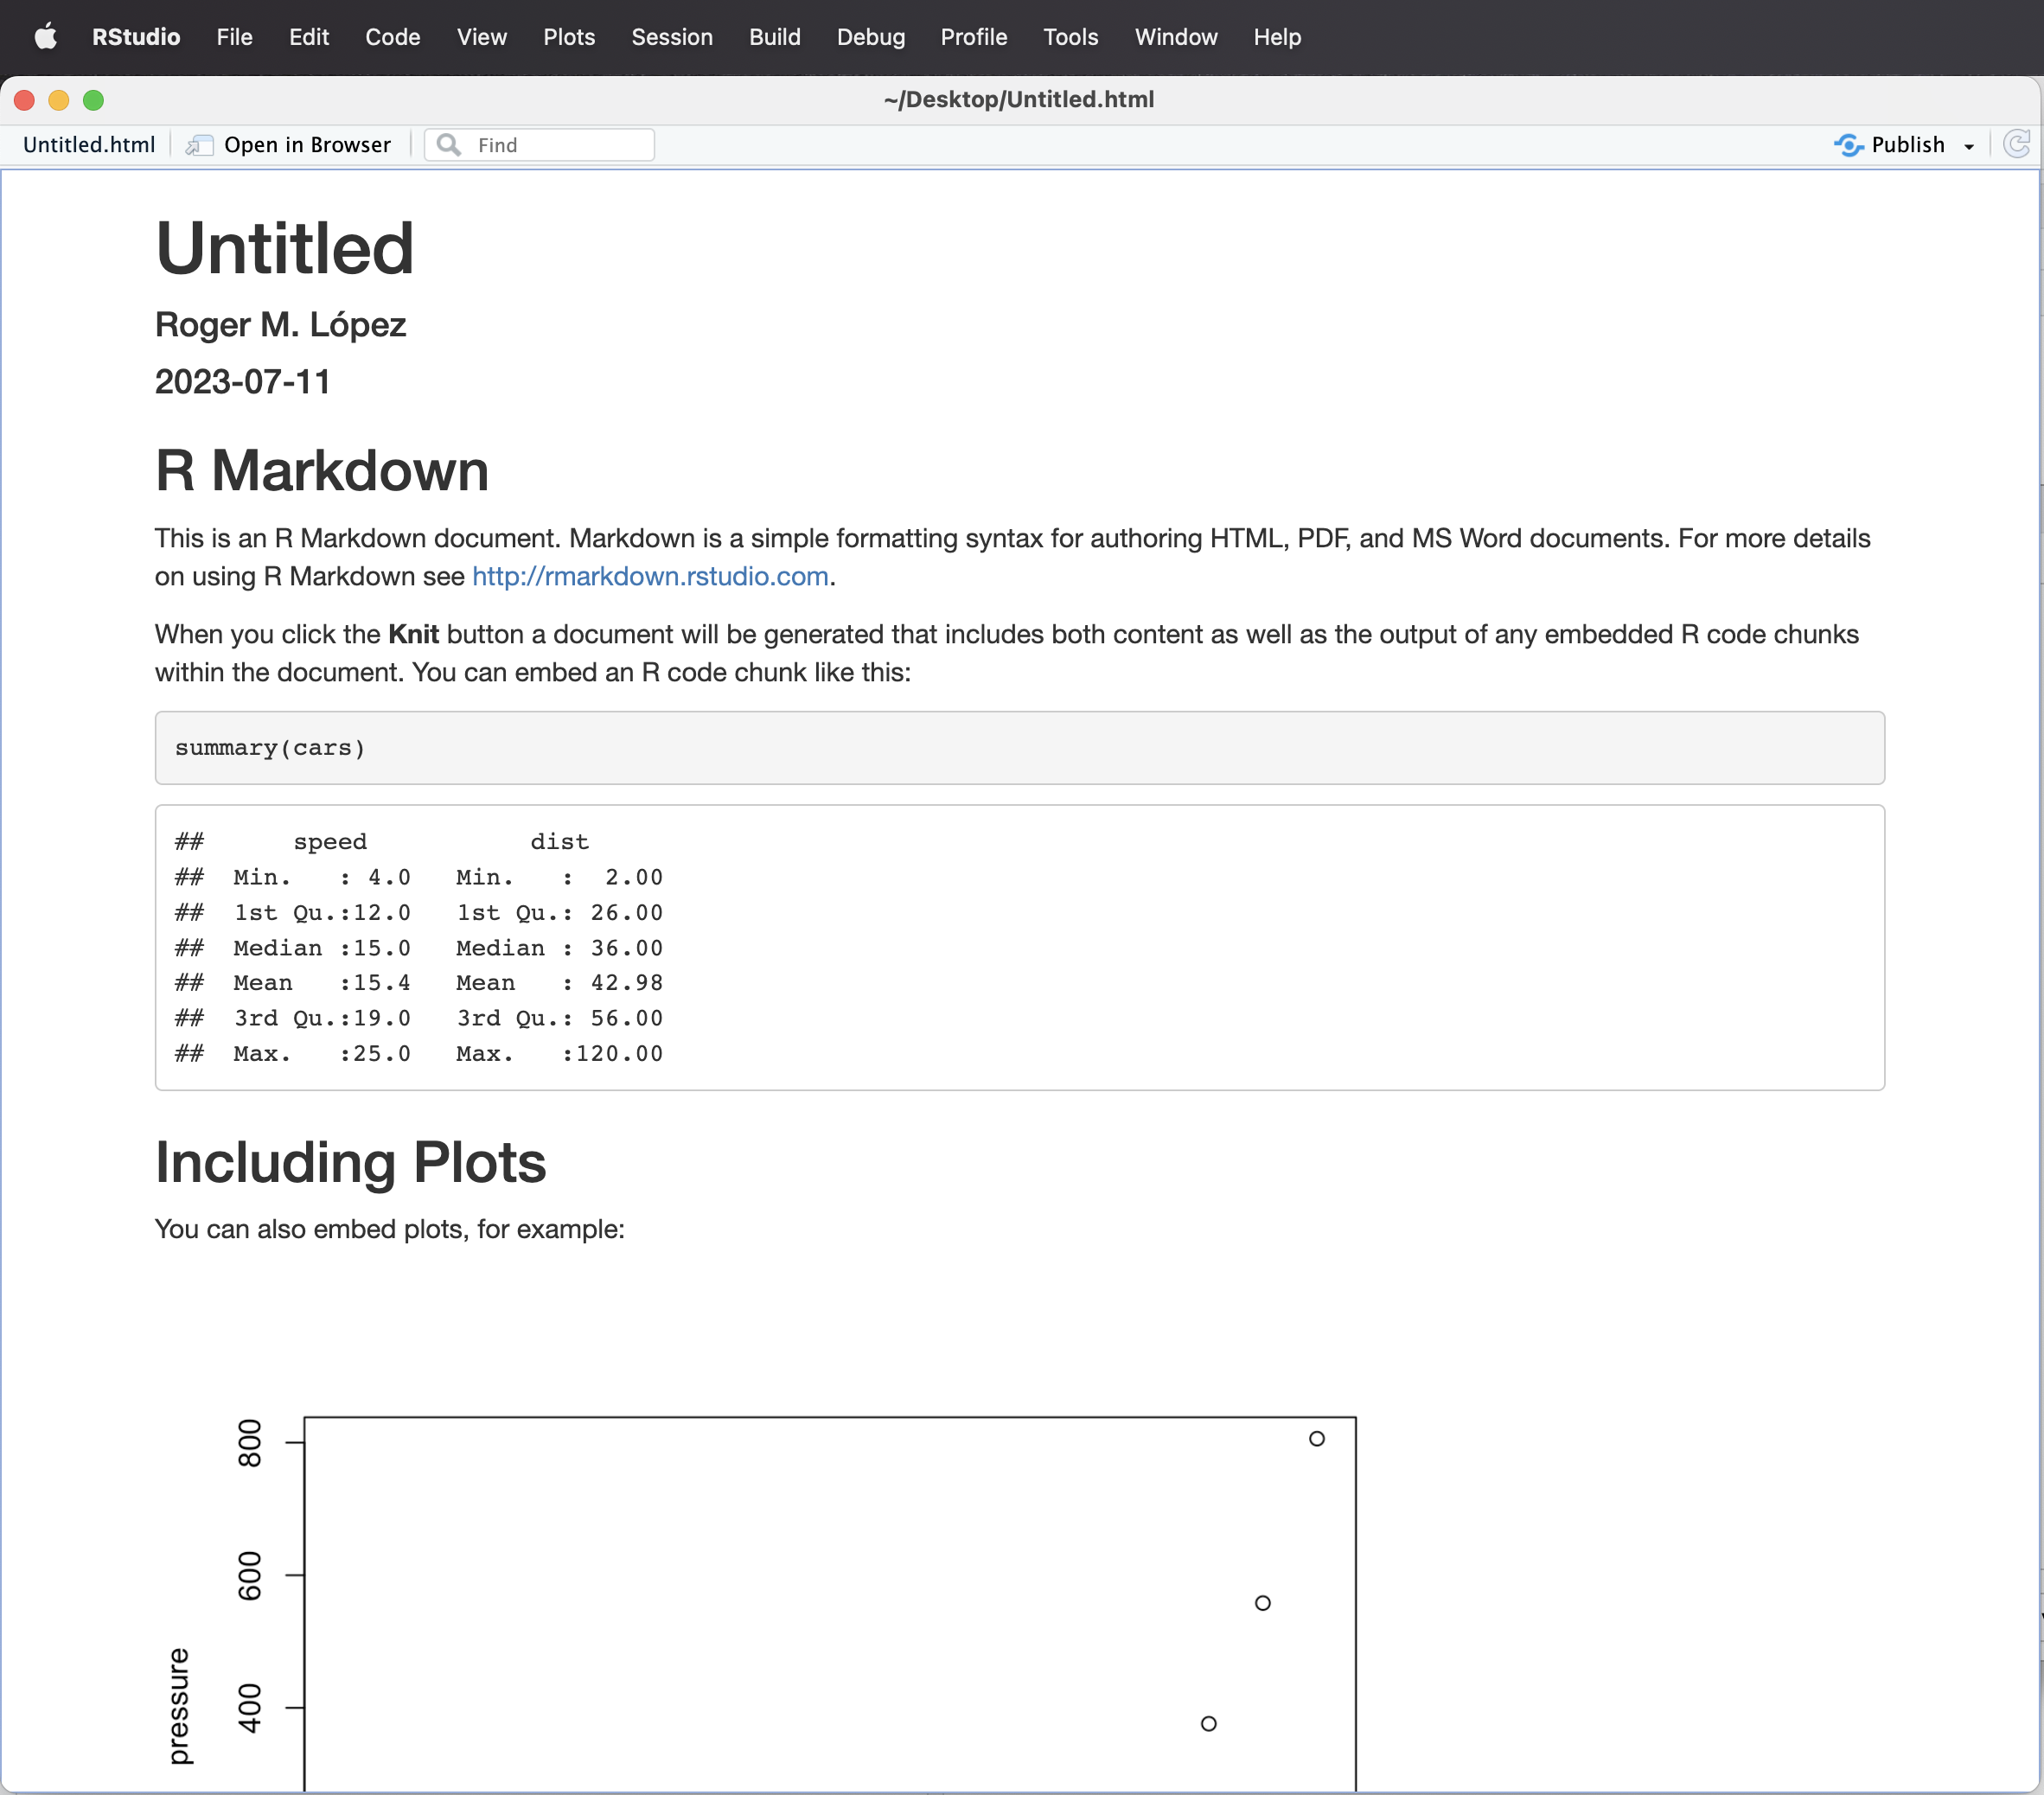 RStudio File Edit Code View Plots Session Build Debug Profile Tools Window Help
~/Desktop/Untitled.html
Untitled.html Open in Browser Find Publish
Untitled
Roger M. López
2023-07-11
R Markdown
This is an R Markdown document. Markdown is a simple formatting syntax for authoring HTML, PDF, and MS Word documents. For more details
on using R Markdown see http://rmarkdown.rstudio.com.
When you click the Knit button a document will be generated that includes both content as well as the output of any embedded R code chunks
within the document. You can embed an R code chunk like this:
summary(cars)
##      speed           dist
##  Min.   : 4.0   Min.   :  2.00
##  1st Qu.:12.0   1st Qu.: 26.00
##  Median :15.0   Median : 36.00
##  Mean   :15.4   Mean   : 42.98
##  3rd Qu.:19.0   3rd Qu.: 56.00
##  Max.   :25.0   Max.   :120.00
Including Plots
You can also embed plots, for example:
800
600
400
pressure